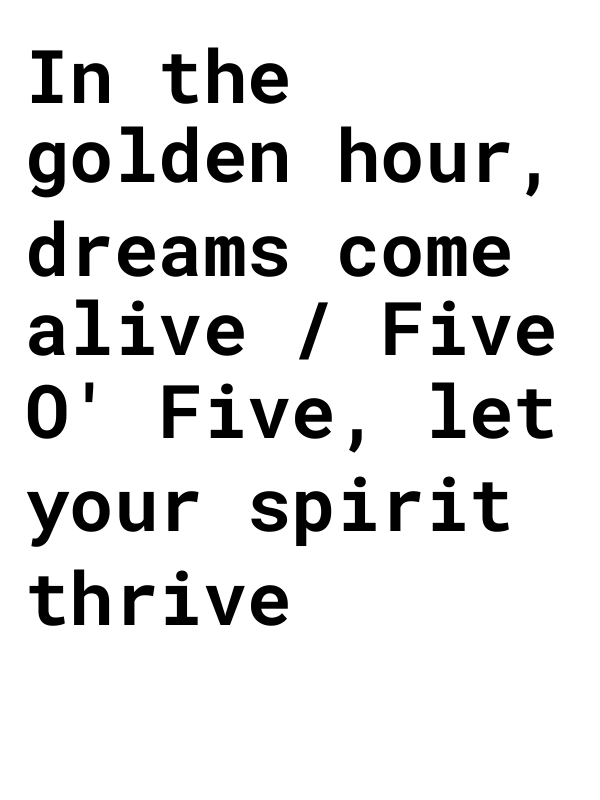 In the
golden hour,
dreams come
alive / Five
O' Five, let
your spirit
thrive